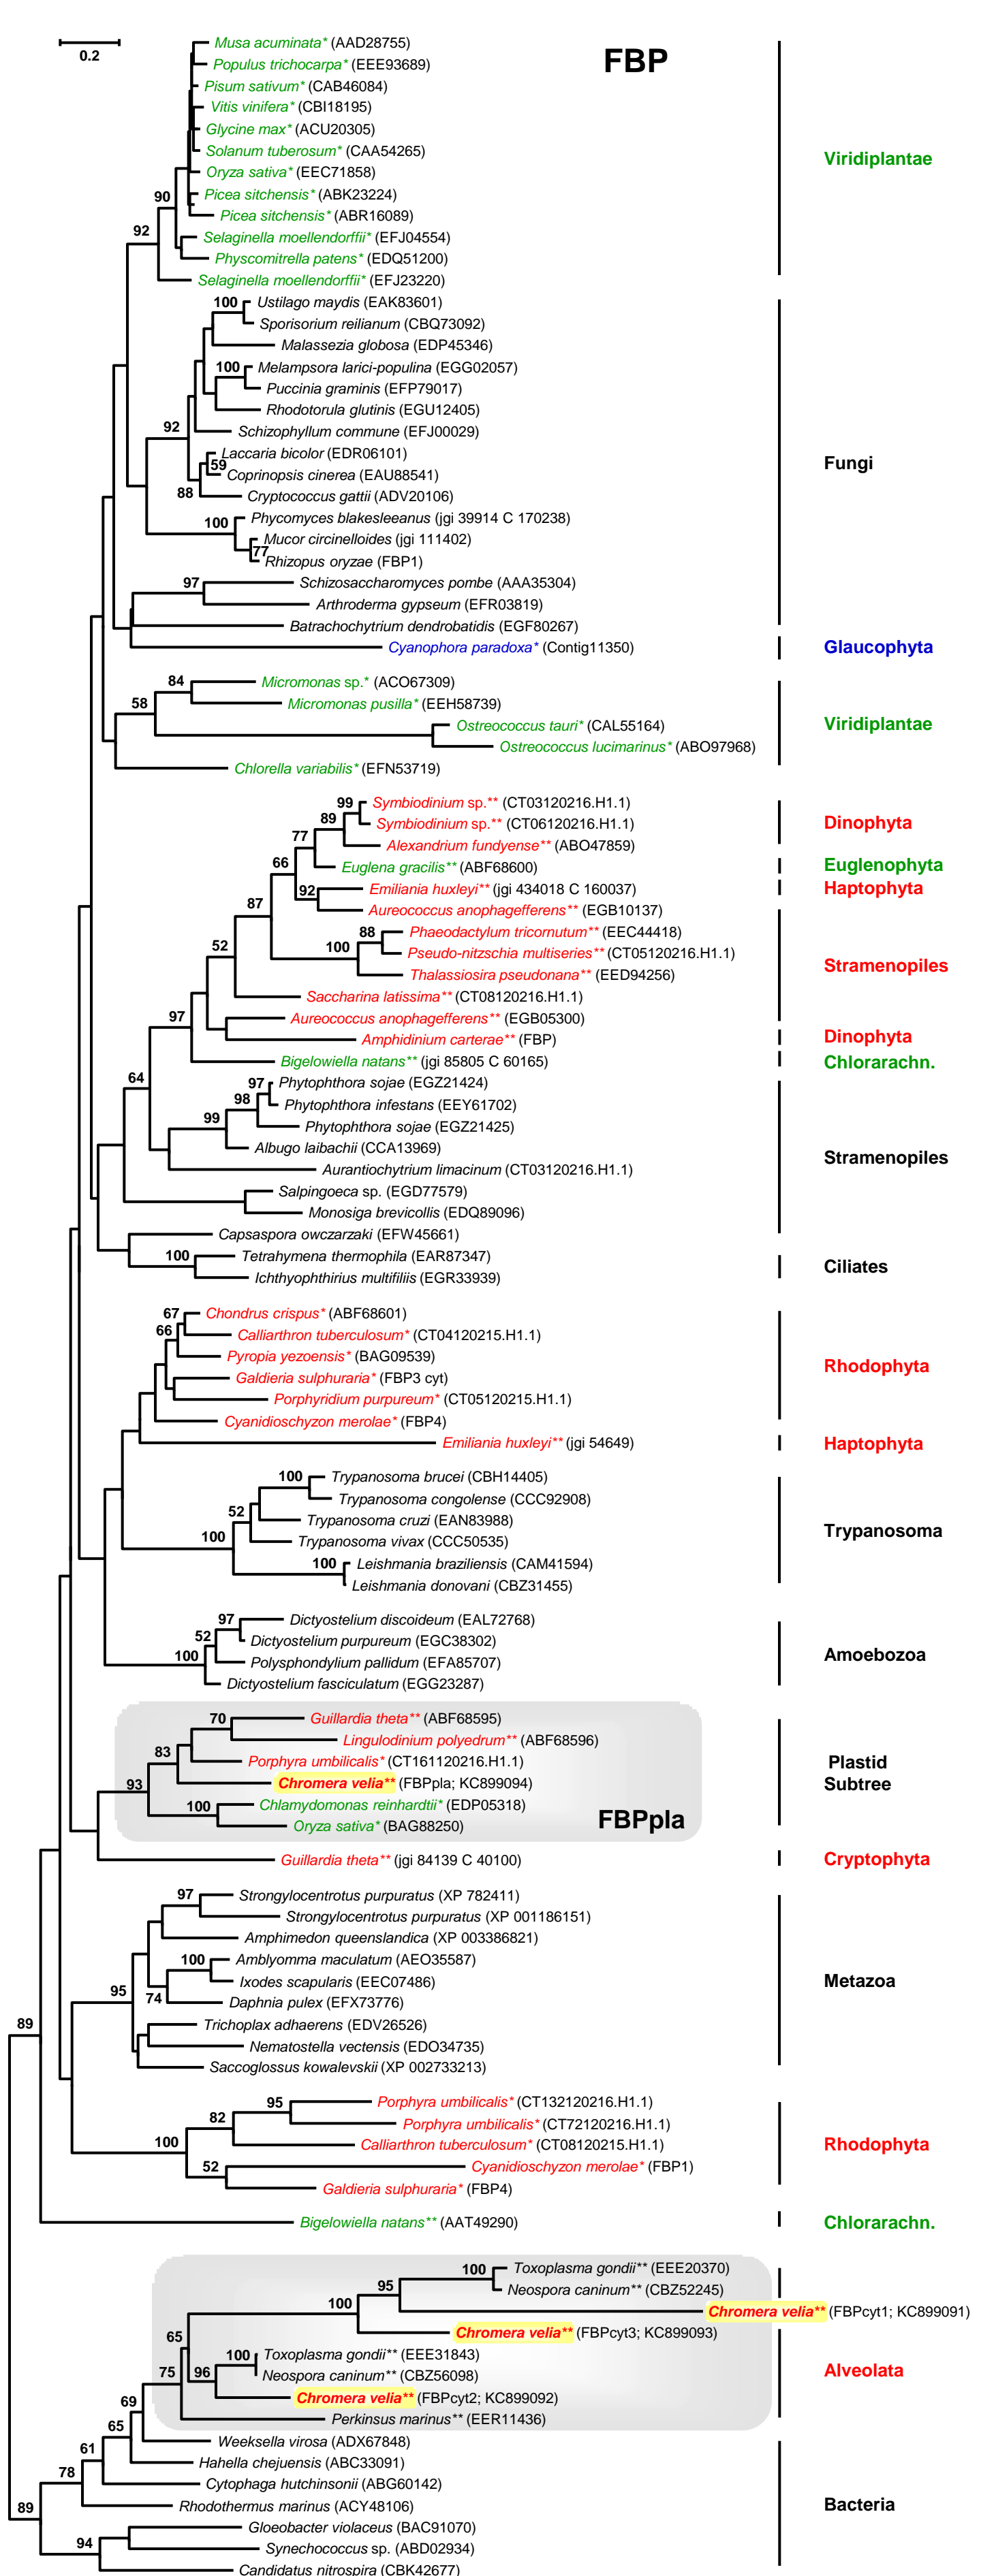 0.2
FBP
Musa acuminata* (AAD28755)
Populus trichocarpa* (EEE93689)
Pisum sativum* (CAB46084)
Vitis vinifera* (CBI18195)
Glycine max* (ACU20305)
Solanum tuberosum* (CAA54265)
Viridiplantae
Oryza sativa* (EEC71858)
Picea sitchensis* (ABK23224)
90
Picea sitchensis* (ABR16089)
92
Selaginella moellendorffii* (EFJ04554)
Physcomitrella patens* (EDQ51200)
Selaginella moellendorffii* (EFJ23220)
100
Ustilago maydis (EAK83601)
Sporisorium reilianum (CBQ73092)
Malassezia globosa (EDP45346)
100
Melampsora larici-populina (EGG02057)
Puccinia graminis (EFP79017)
Rhodotorula glutinis (EGU12405)
92
Schizophyllum commune (EFJ00029)
Laccaria bicolor (EDR06101)
59
Fungi
Coprinopsis cinerea (EAU88541)
88
Cryptococcus gattii (ADV20106)
100
Phycomyces blakesleeanus (jgi 39914 C 170238)
Mucor circinelloides (jgi 111402)
77
Rhizopus oryzae (FBP1)
97
Schizosaccharomyces pombe (AAA35304)
Arthroderma gypseum (EFR03819)
Batrachochytrium dendrobatidis (EGF80267)
Cyanophora paradoxa* (Contig11350)
Glaucophyta
84
Micromonas sp.* (ACO67309)
58
Micromonas pusilla* (EEH58739)
Ostreococcus tauri* (CAL55164)
Viridiplantae
Ostreococcus lucimarinus* (ABO97968)
Chlorella variabilis* (EFN53719)
99
Symbiodinium sp.** (CT03120216.H1.1)
89
Symbiodinium sp.** (CT06120216.H1.1)
Dinophyta
77
Alexandrium fundyense** (ABO47859)
66
Euglena gracilis** (ABF68600)
Euglenophyta
92
Emiliania huxleyi** (jgi 434018 C 160037)
Haptophyta
87
Aureococcus anophagefferens** (EGB10137)
88
Phaeodactylum tricornutum** (EEC44418)
100
Pseudo-nitzschia multiseries** (CT05120216.H1.1)
52
Stramenopiles
Thalassiosira pseudonana** (EED94256)
Saccharina latissima** (CT08120216.H1.1)
97
Aureococcus anophagefferens** (EGB05300)
Amphidinium carterae** (FBP)
Dinophyta
Bigelowiella natans** (jgi 85805 C 60165)
Chlorarachn.
64
97
Phytophthora sojae (EGZ21424)
98
Phytophthora infestans (EEY61702)
99
Phytophthora sojae (EGZ21425)
Albugo laibachii (CCA13969)
Stramenopiles
Aurantiochytrium limacinum (CT03120216.H1.1)
Salpingoeca sp. (EGD77579)
Monosiga brevicollis (EDQ89096)
Capsaspora owczarzaki (EFW45661)
100
Tetrahymena thermophila (EAR87347)
Ciliates
Ichthyophthirius multifiliis (EGR33939)
67
Chondrus crispus* (ABF68601)
66
Calliarthron tuberculosum* (CT04120215.H1.1)
Pyropia yezoensis* (BAG09539)
Rhodophyta
Galdieria sulphuraria* (FBP3 cyt)
Porphyridium purpureum* (CT05120215.H1.1)
Cyanidioschyzon merolae* (FBP4)
Emiliania huxleyi** (jgi 54649)
Haptophyta
100
Trypanosoma brucei (CBH14405)
Trypanosoma congolense (CCC92908)
52
Trypanosoma cruzi (EAN83988)
Trypanosoma
100
Trypanosoma vivax (CCC50535)
100
Leishmania braziliensis (CAM41594)
Leishmania donovani (CBZ31455)
97
Dictyostelium discoideum (EAL72768)
52
Dictyostelium purpureum (EGC38302)
100
Polysphondylium pallidum (EFA85707)
Amoebozoa
Dictyostelium fasciculatum (EGG23287)
70
Guillardia theta** (ABF68595)
Lingulodinium polyedrum** (ABF68596)
83
Porphyra umbilicalis* (CT161120216.H1.1)
Plastid
93
Chromera velia** (FBPpla; KC899094)
Subtree
100
Chlamydomonas reinhardtii* (EDP05318)
Oryza sativa* (BAG88250)
FBPpla
Guillardia theta** (jgi 84139 C 40100)
Cryptophyta
97
Strongylocentrotus purpuratus (XP 782411)
Strongylocentrotus purpuratus (XP 001186151)
Amphimedon queenslandica (XP 003386821)
100
Amblyomma maculatum (AEO35587)
95
Ixodes scapularis (EEC07486)
Metazoa
74
Daphnia pulex (EFX73776)
89
Trichoplax adhaerens (EDV26526)
Nematostella vectensis (EDO34735)
Saccoglossus kowalevskii (XP 002733213)
95
Porphyra umbilicalis* (CT132120216.H1.1)
82
Porphyra umbilicalis* (CT72120216.H1.1)
100
Calliarthron tuberculosum* (CT08120215.H1.1)
Rhodophyta
52
Cyanidioschyzon merolae* (FBP1)
Galdieria sulphuraria* (FBP4)
Bigelowiella natans** (AAT49290)
Chlorarachn.
100
Toxoplasma gondii** (EEE20370)
95
Neospora caninum** (CBZ52245)
100
Chromera velia** (FBPcyt1; KC899091)
Chromera velia** (FBPcyt3; KC899093)
65
100
Toxoplasma gondii** (EEE31843)
75
96
Neospora caninum** (CBZ56098)
Alveolata
Chromera velia** (FBPcyt2; KC899092)
69
Perkinsus marinus** (EER11436)
65
Weeksella virosa (ADX67848)
61
Hahella chejuensis (ABC33091)
78
Cytophaga hutchinsonii (ABG60142)
89
Rhodothermus marinus (ACY48106)
Bacteria
Gloeobacter violaceus (BAC91070)
94
Synechococcus sp. (ABD02934)
Candidatus nitrospira (CBK42677)